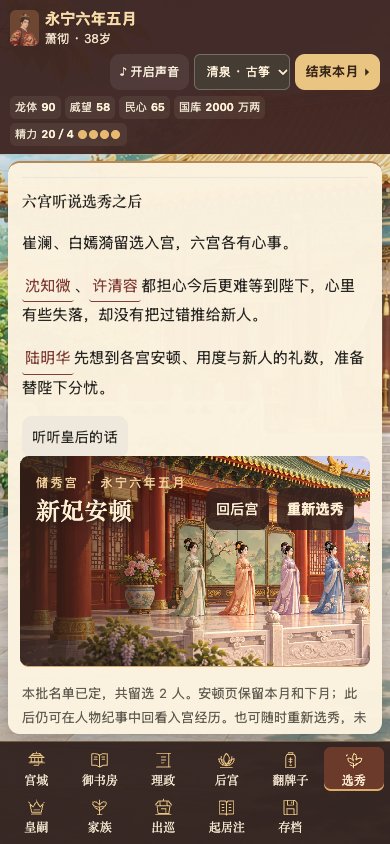 永宁六年五月
萧彻 · 38岁
♪ 开启声音
清泉 · 古筝
结束本月 ›
龙体 90
威望 58
民心 65
国库 2000 万两
精力 20 / 4
六宫听说选秀之后
崔澜、白嫣漪留选入宫，六宫各有心事。
沈知微、许清容都担心今后更难等到陛下，心里
有些失落，却没有把过错推给新人。
陆明华先想到各宫安顿、用度与新人的礼数，准备
替陛下分忧。
听听皇后的话
储秀宫 · 永宁六年五月
新妃安顿
回后宫
重新选秀
本批名单已定，共留选 2 人。安顿页保留本月和下月；此
后仍可在人物纪事中回看入宫经历。也可随时重新选秀，未
宫城
御书房
理政
后宫
翻牌子
选秀
皇嗣
家族
出巡
起居注
存档